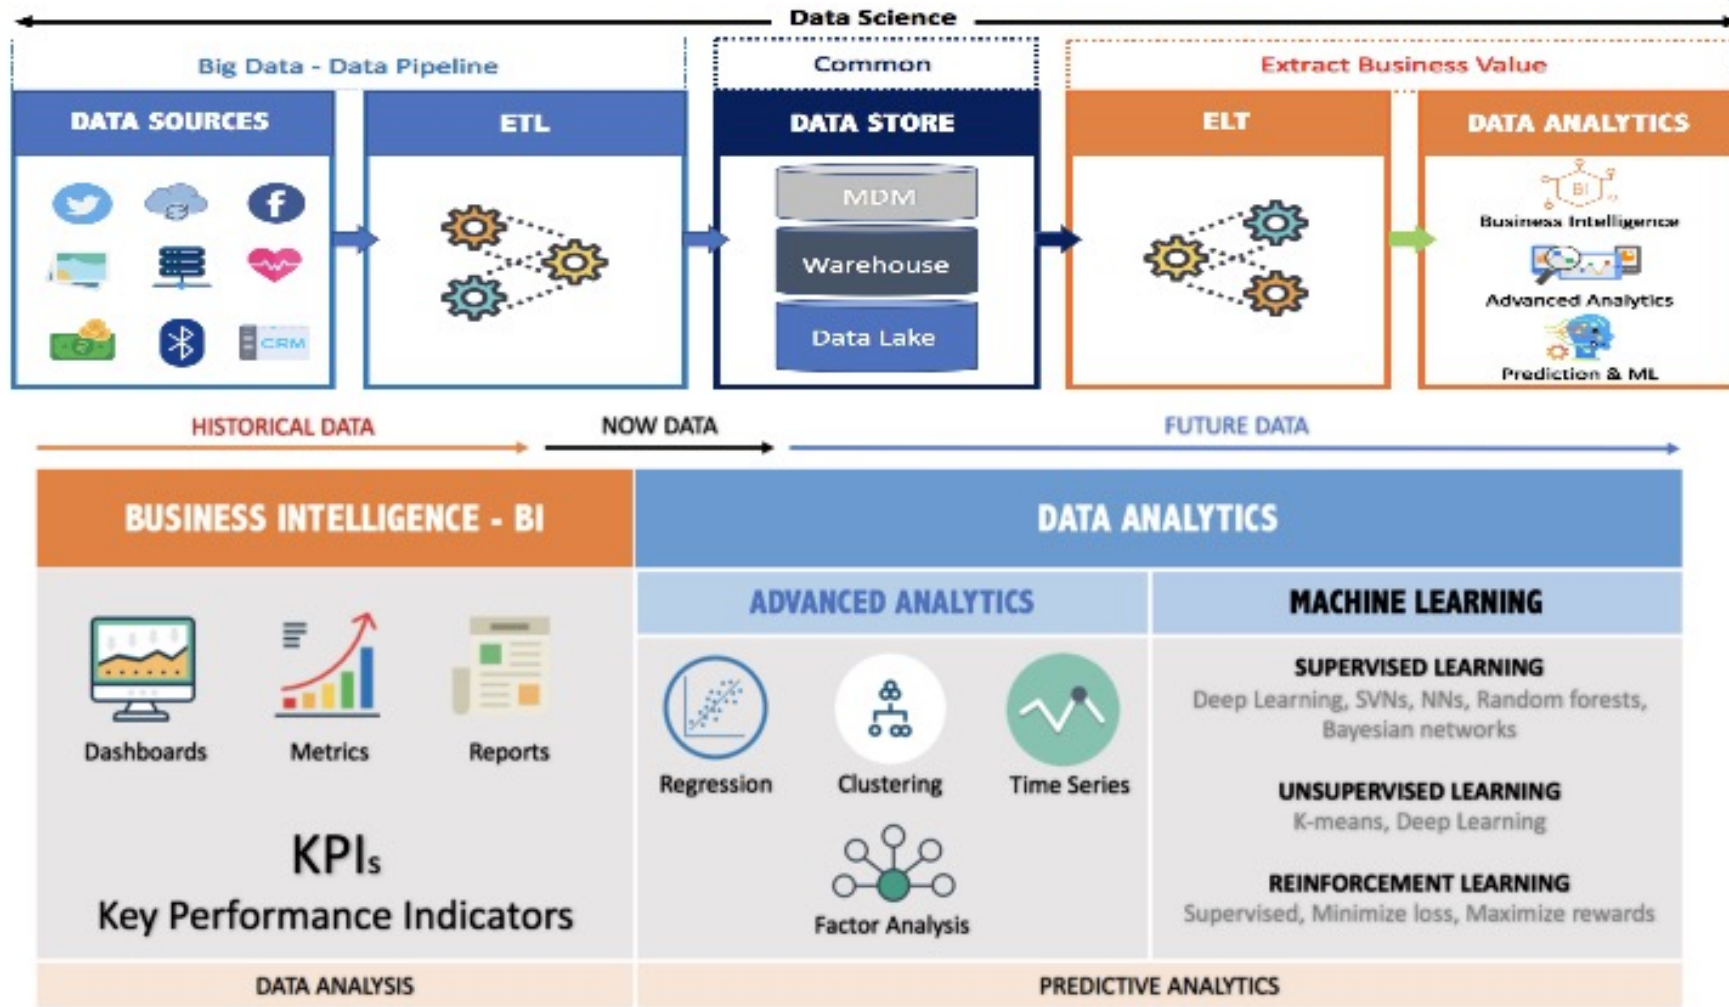 Data Science
Big Data - Data Pipeline
Common
Extract Business Value
DATA SOURCES
ETL
DATA STORE
ELT
DATA ANALYTICS
CRM
MDM
Warehouse
Data Lake
BI
Business Intelligence
Advanced Analytics
Prediction & ML
HISTORICAL DATA
NOW DATA
FUTURE DATA
BUSINESS INTELLIGENCE - BI
DATA ANALYTICS
Dashboards
Metrics
Reports
KPIs
Key Performance Indicators
ADVANCED ANALYTICS
Regression
Clustering
Time Series
Factor Analysis
MACHINE LEARNING
SUPERVISED LEARNING
Deep Learning, SVNs, NNs, Random forests,
Bayesian networks
UNSUPERVISED LEARNING
K-means, Deep Learning
REINFORCEMENT LEARNING
Supervised, Minimize loss, Maximize rewards
DATA ANALYSIS
PREDICTIVE ANALYTICS